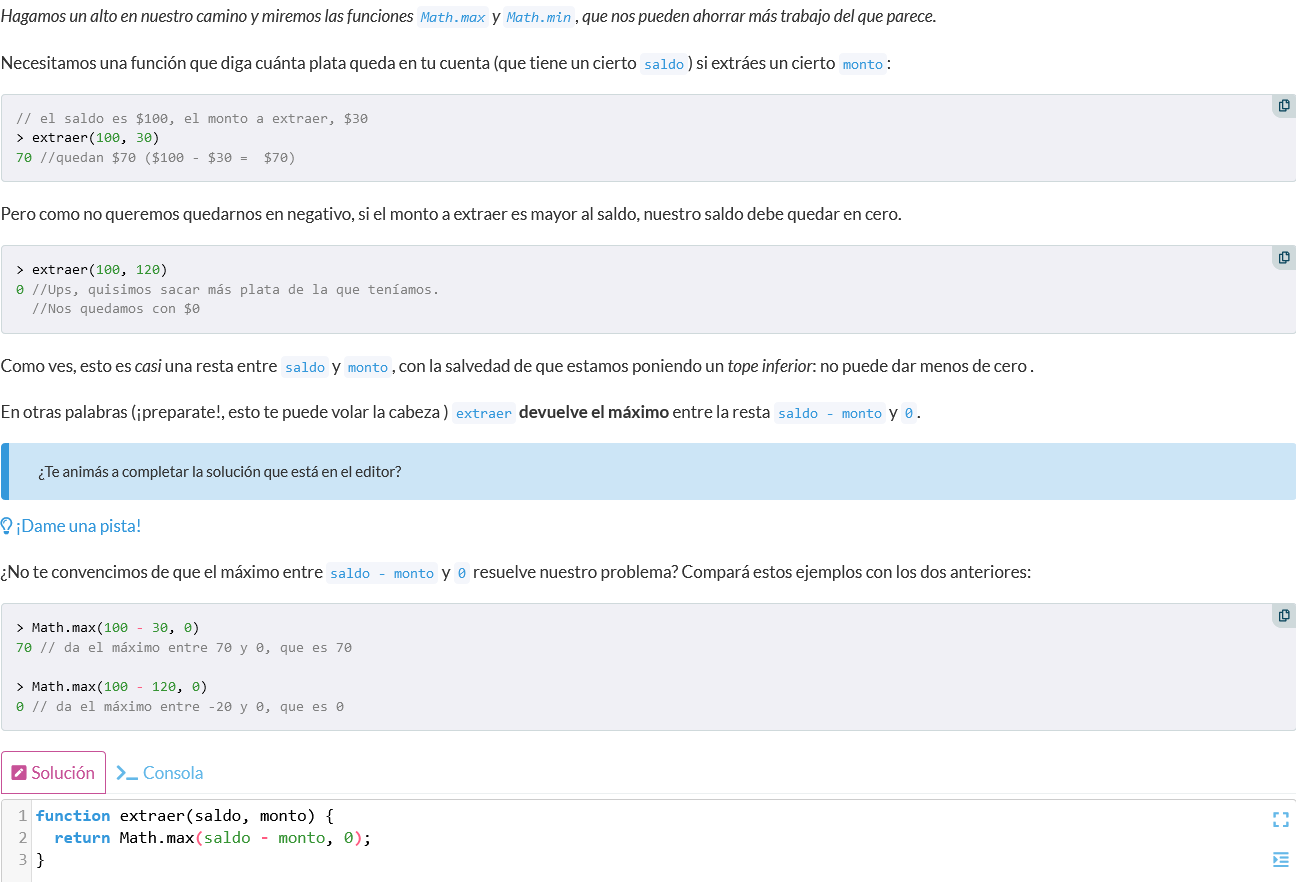 Hagamos un alto en nuestro camino y miremos las funciones Math.max y Math.min, que nos pueden ahorrar más trabajo del que parece.
Necesitamos una función que diga cuánta plata queda en tu cuenta (que tiene un cierto saldo) si extráes un cierto monto:
// el saldo es $100, el monto a extraer, $30
> extraer(100, 30)
70 //quedan $70 ($100 - $30 =  $70)
Pero como no queremos quedarnos en negativo, si el monto a extraer es mayor al saldo, nuestro saldo debe quedar en cero.
> extraer(100, 120)
0 //Ups, quisimos sacar más plata de la que teníamos.
  //Nos quedamos con $0
Como ves, esto es casi una resta entre saldo y monto, con la salvedad de que estamos poniendo un tope inferior: no puede dar menos de cero .
En otras palabras (¡preparate!, esto te puede volar la cabeza ) extraer devuelve el máximo entre la resta saldo - monto y 0.
¿Te animás a completar la solución que está en el editor?
¡Dame una pista!
¿No te convencimos de que el máximo entre saldo - monto y 0 resuelve nuestro problema? Compará estos ejemplos con los dos anteriores:
> Math.max(100 - 30, 0)
70 // da el máximo entre 70 y 0, que es 70
> Math.max(100 - 120, 0)
0 // da el máximo entre -20 y 0, que es 0
Solución Consola
1 function extraer(saldo, monto) {
2   return Math.max(saldo - monto, 0);
3 }